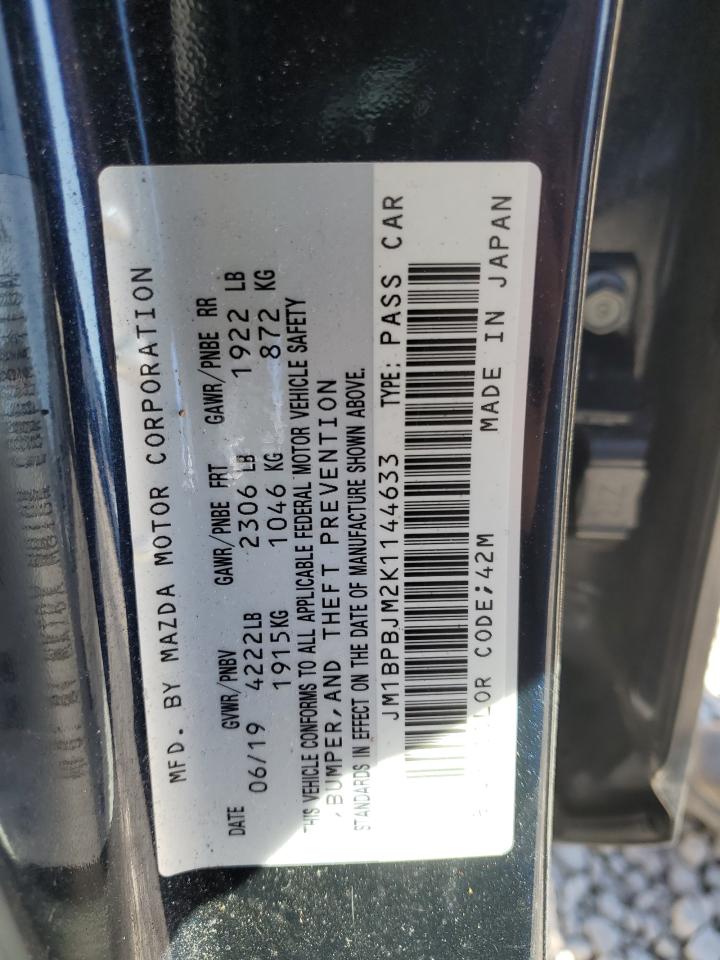 MFD. BY MAZDA MOTOR CORPORATION
DATE GVWR/PNBV GAWR/PNBE FRT GAWR/PNBE RR
06/19 4222LB 2306 LB 1922 LB
1915KG 1046 KG 872 KG
THIS VEHICLE CONFORMS TO ALL APPLICABLE FEDERAL MOTOR VEHICLE SAFETY
,BUMPER,AND THEFT PREVENTION
STANDARDS IN EFFECT ON THE DATE OF MANUFACTURE SHOWN ABOVE.
JM1BPBJM2K1144633 TYPE: PASS CAR
CODE;42M MADE IN JAPAN